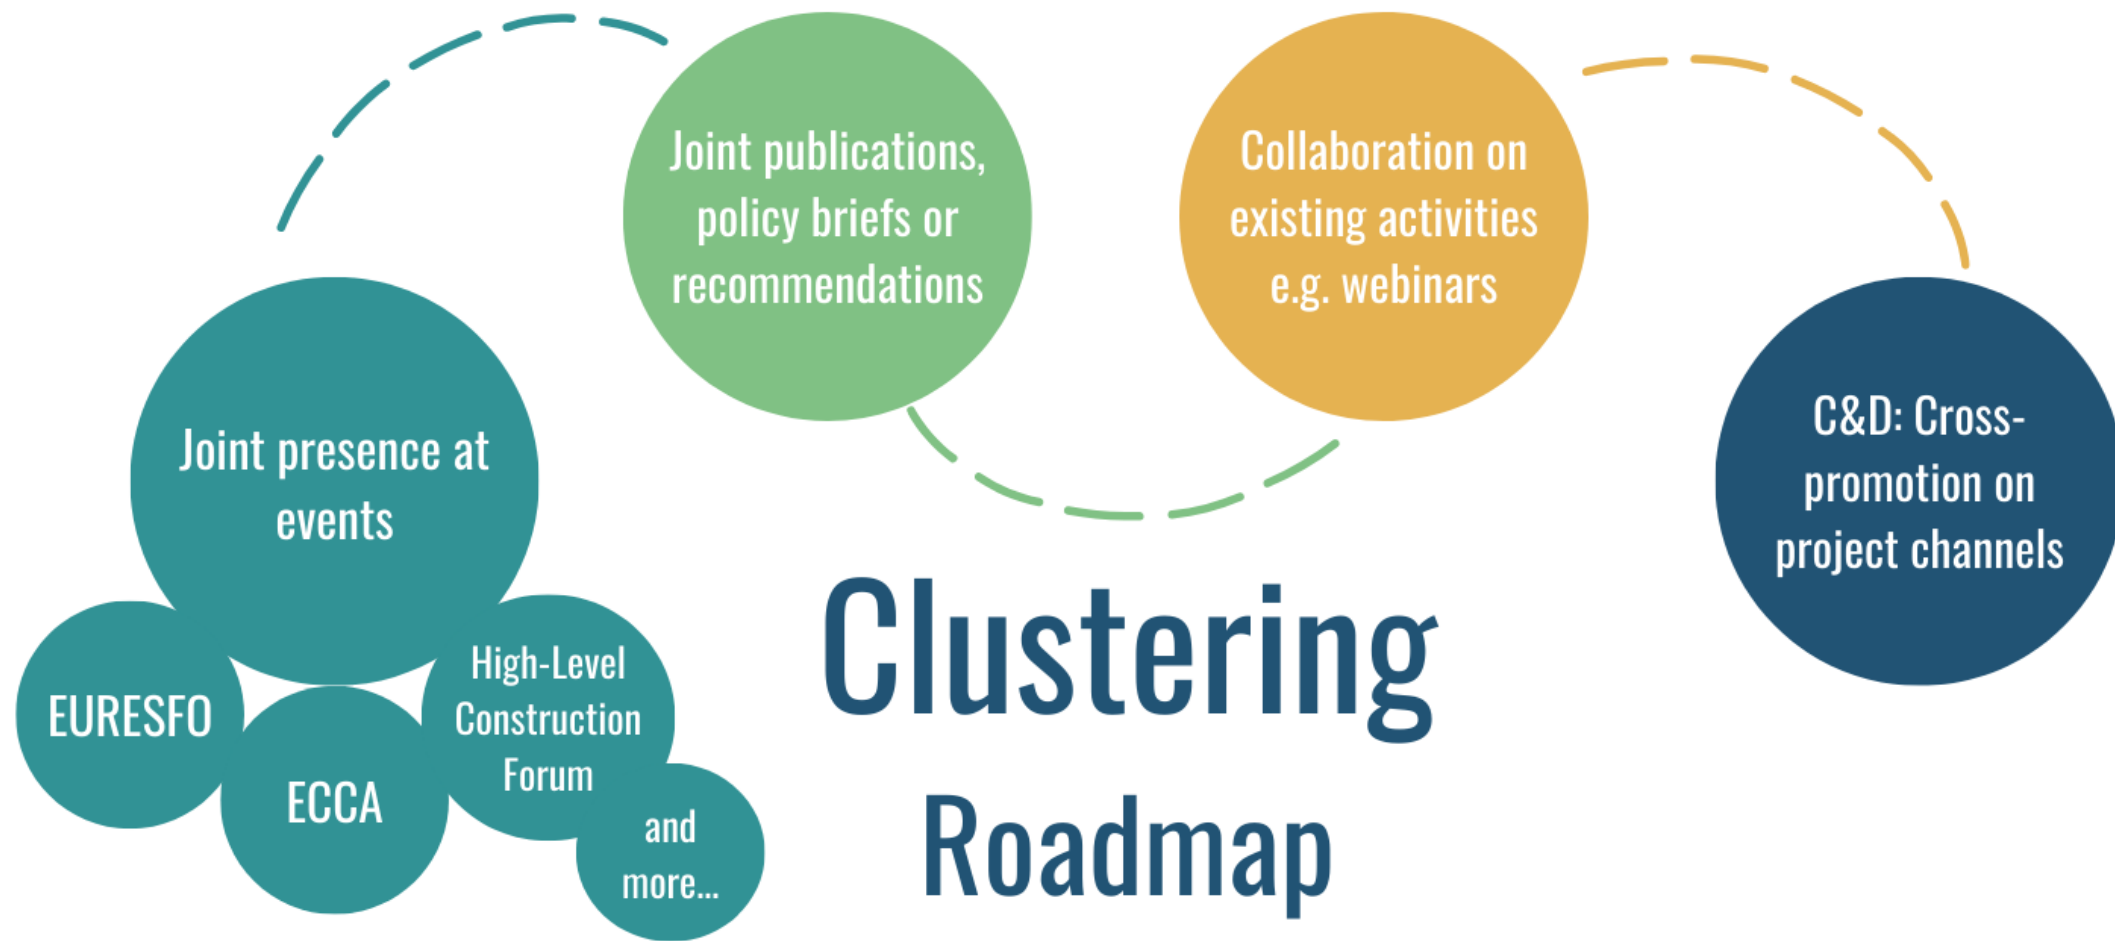 Joint publications,
policy briefs or
recommendations
Collaboration on
existing activities
e.g. webinars
Joint presence at
events
C&D: Cross-
promotion on
project channels
EURESFO
ECCA
High-Level
Construction
Forum
and
more...
Clustering
Roadmap